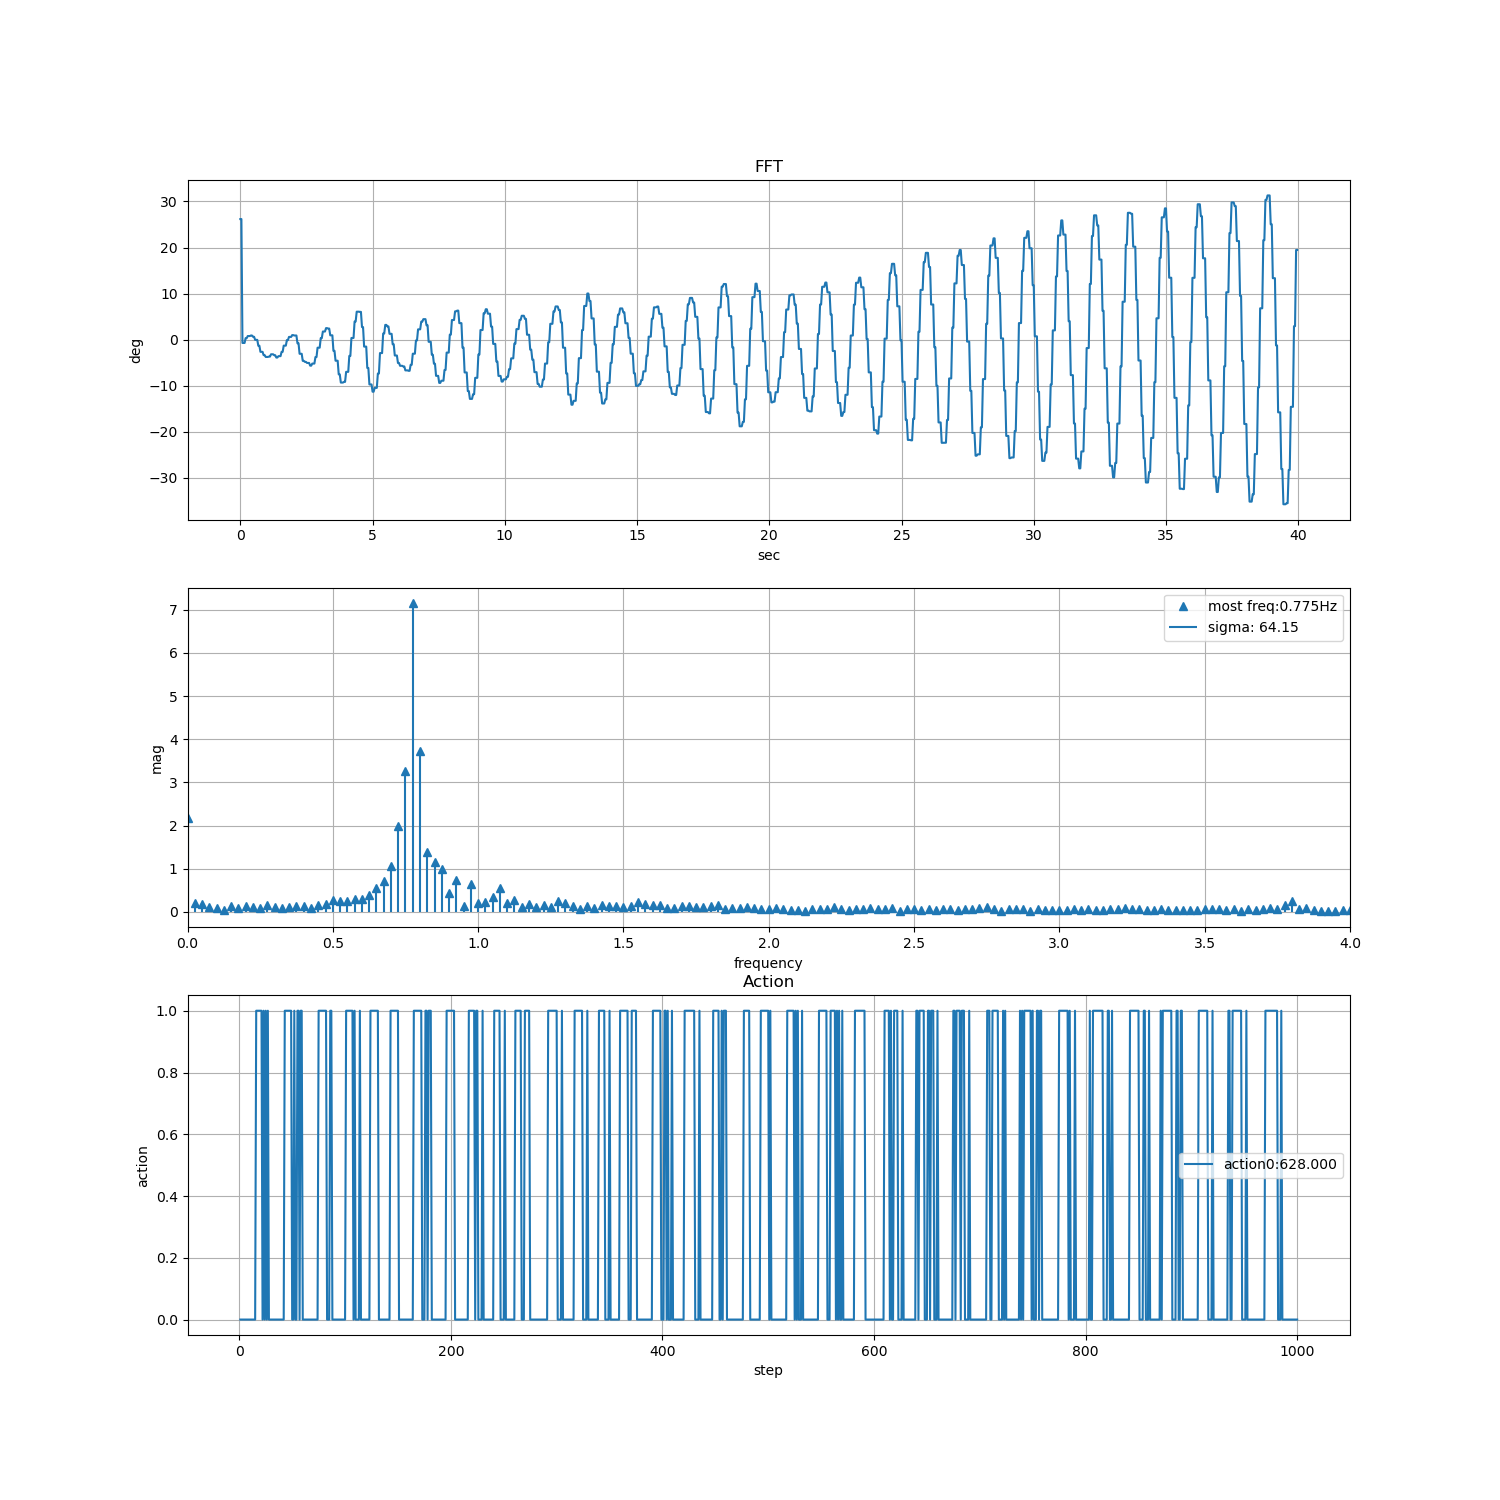 FFT
30
20
10
0
−10
−20
−30
deg
0 5 10 15 20 25 30 35 40
sec
7
6
5
4
3
2
1
0
mag
most freq:0.775Hz
sigma: 64.15
0.0 0.5 1.0 1.5 2.0 2.5 3.0 3.5 4.0
frequency
Action
1.0
0.8
0.6
0.4
0.2
0.0
action
action0:628.000
0 200 400 600 800 1000
step